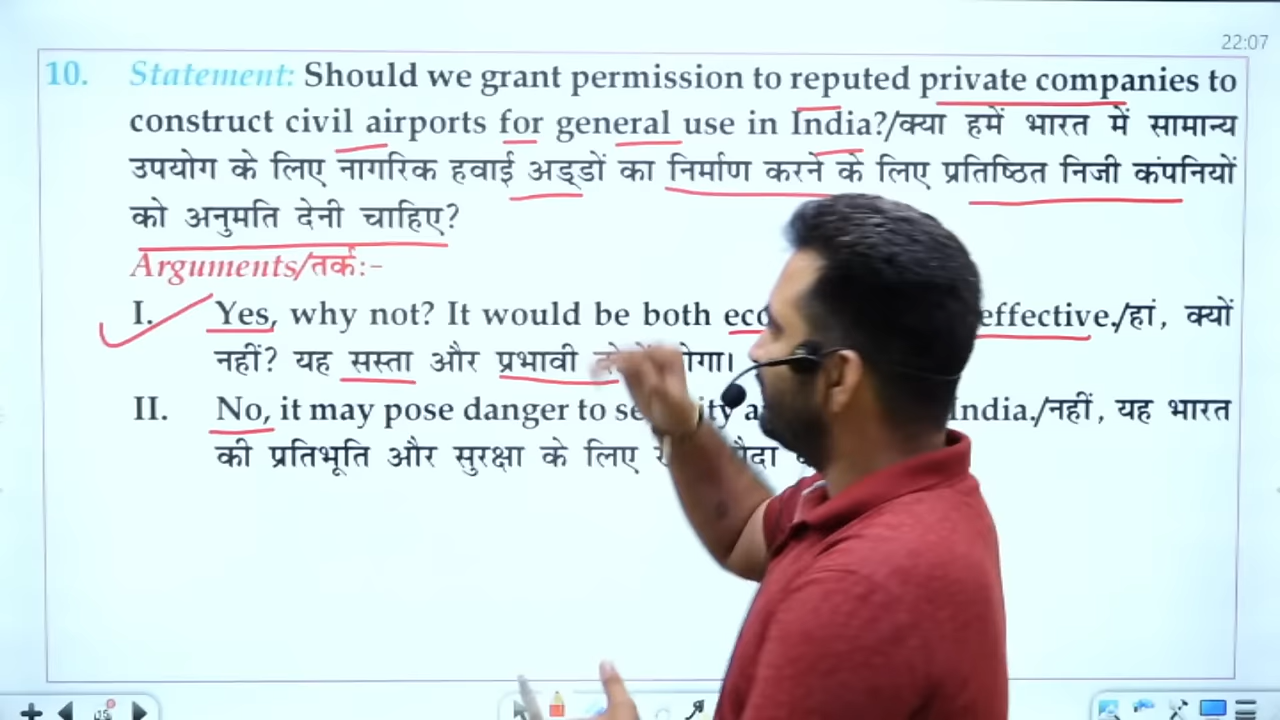 22:07
10. Statement: Should we grant permission to reputed private companies to
construct civil airports for general use in India?/क्या हमें भारत में सामान्य
उपयोग के लिए नागरिक हवाई अड्डों का निर्माण करने के लिए प्रतिष्ठित निजी कंपनियों
को अनुमति देनी चाहिए?
Arguments/तर्क:-
I. Yes, why not? It would be both effective./हां, क्यों
नहीं? यह सस्ता और प्रभावी
II. No, it may pose danger to India./नहीं, यह भारत
की प्रतिभूति और सुरक्षा के लिए